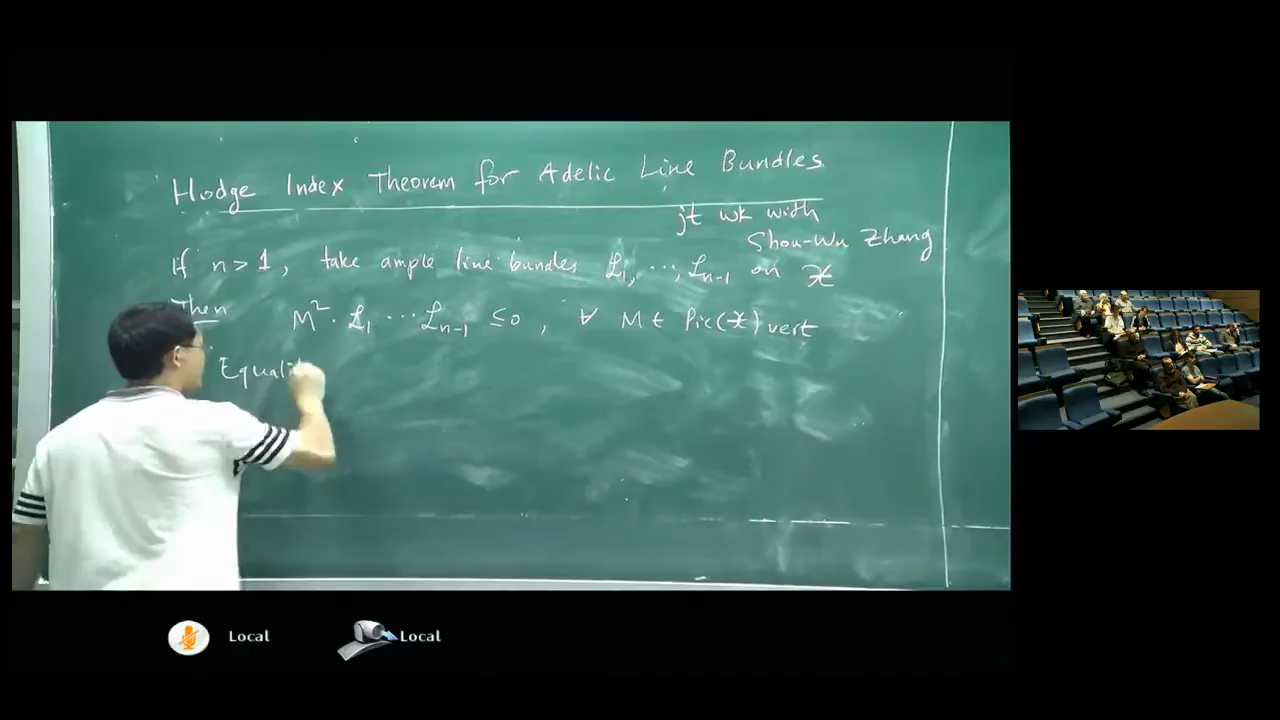 Hodge Index Theorem for Adelic Line Bundles
jt wk with
Shou-Wu Zhang
If n > 1, take ample line bundles ℒ₁, ..., ℒₙ₋₁ on 𝒳
Then M² · ℒ₁ ··· ℒₙ₋₁ ≤ 0, ∀ M ∈ Pic(𝒳)vert
Equali
Local
Local